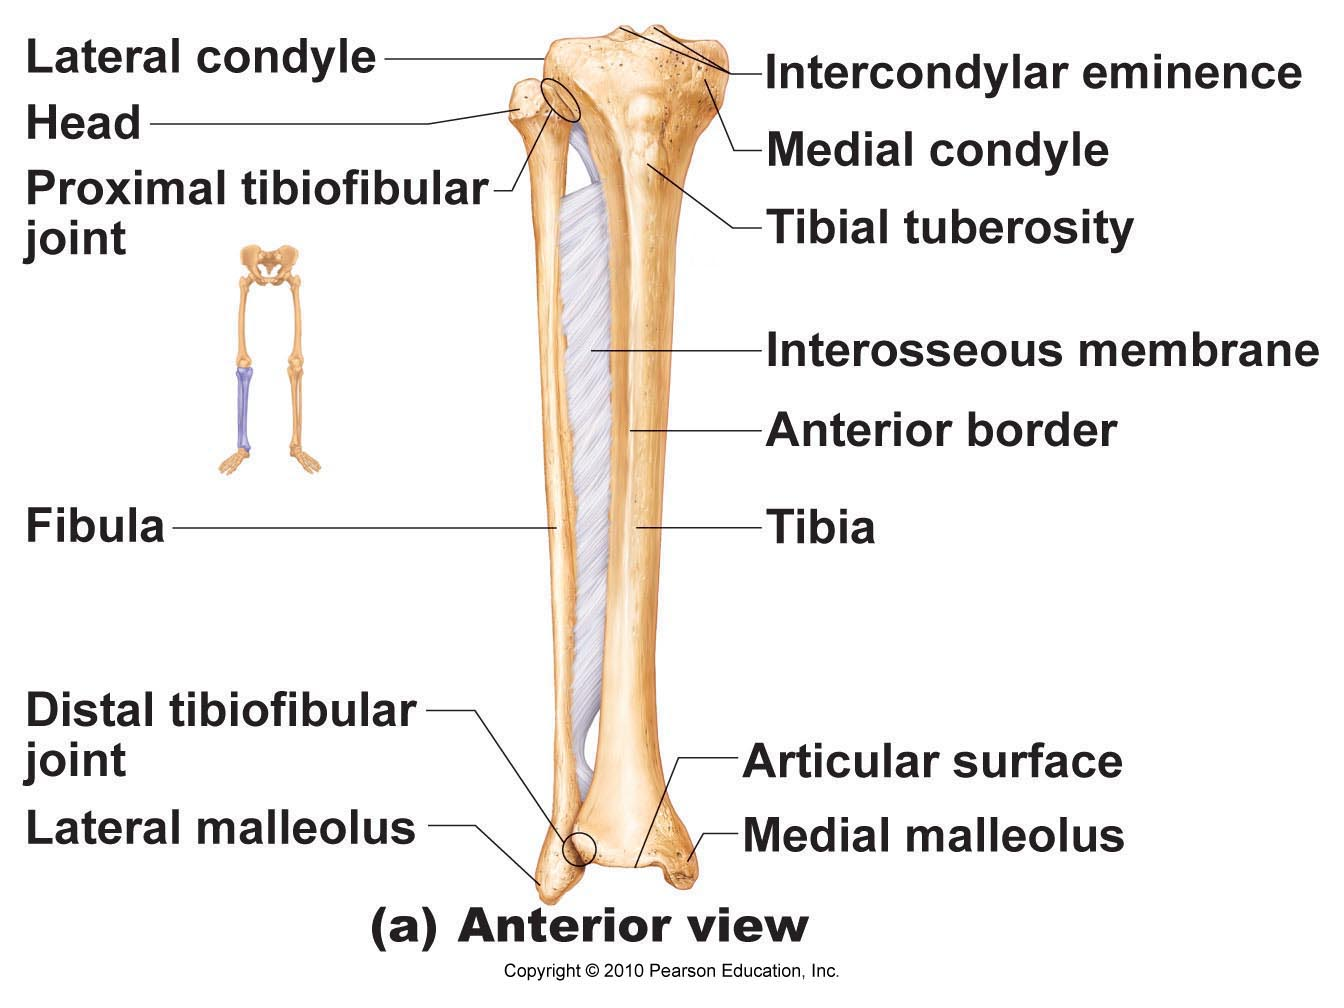 Lateral condyle
Head
Proximal tibiofibular
joint
Fibula
Distal tibiofibular
joint
Lateral malleolus
Intercondylar eminence
Medial condyle
Tibial tuberosity
Interosseous membrane
Anterior border
Tibia
Articular surface
Medial malleolus
(a) Anterior view
Copyright © 2010 Pearson Education, Inc.